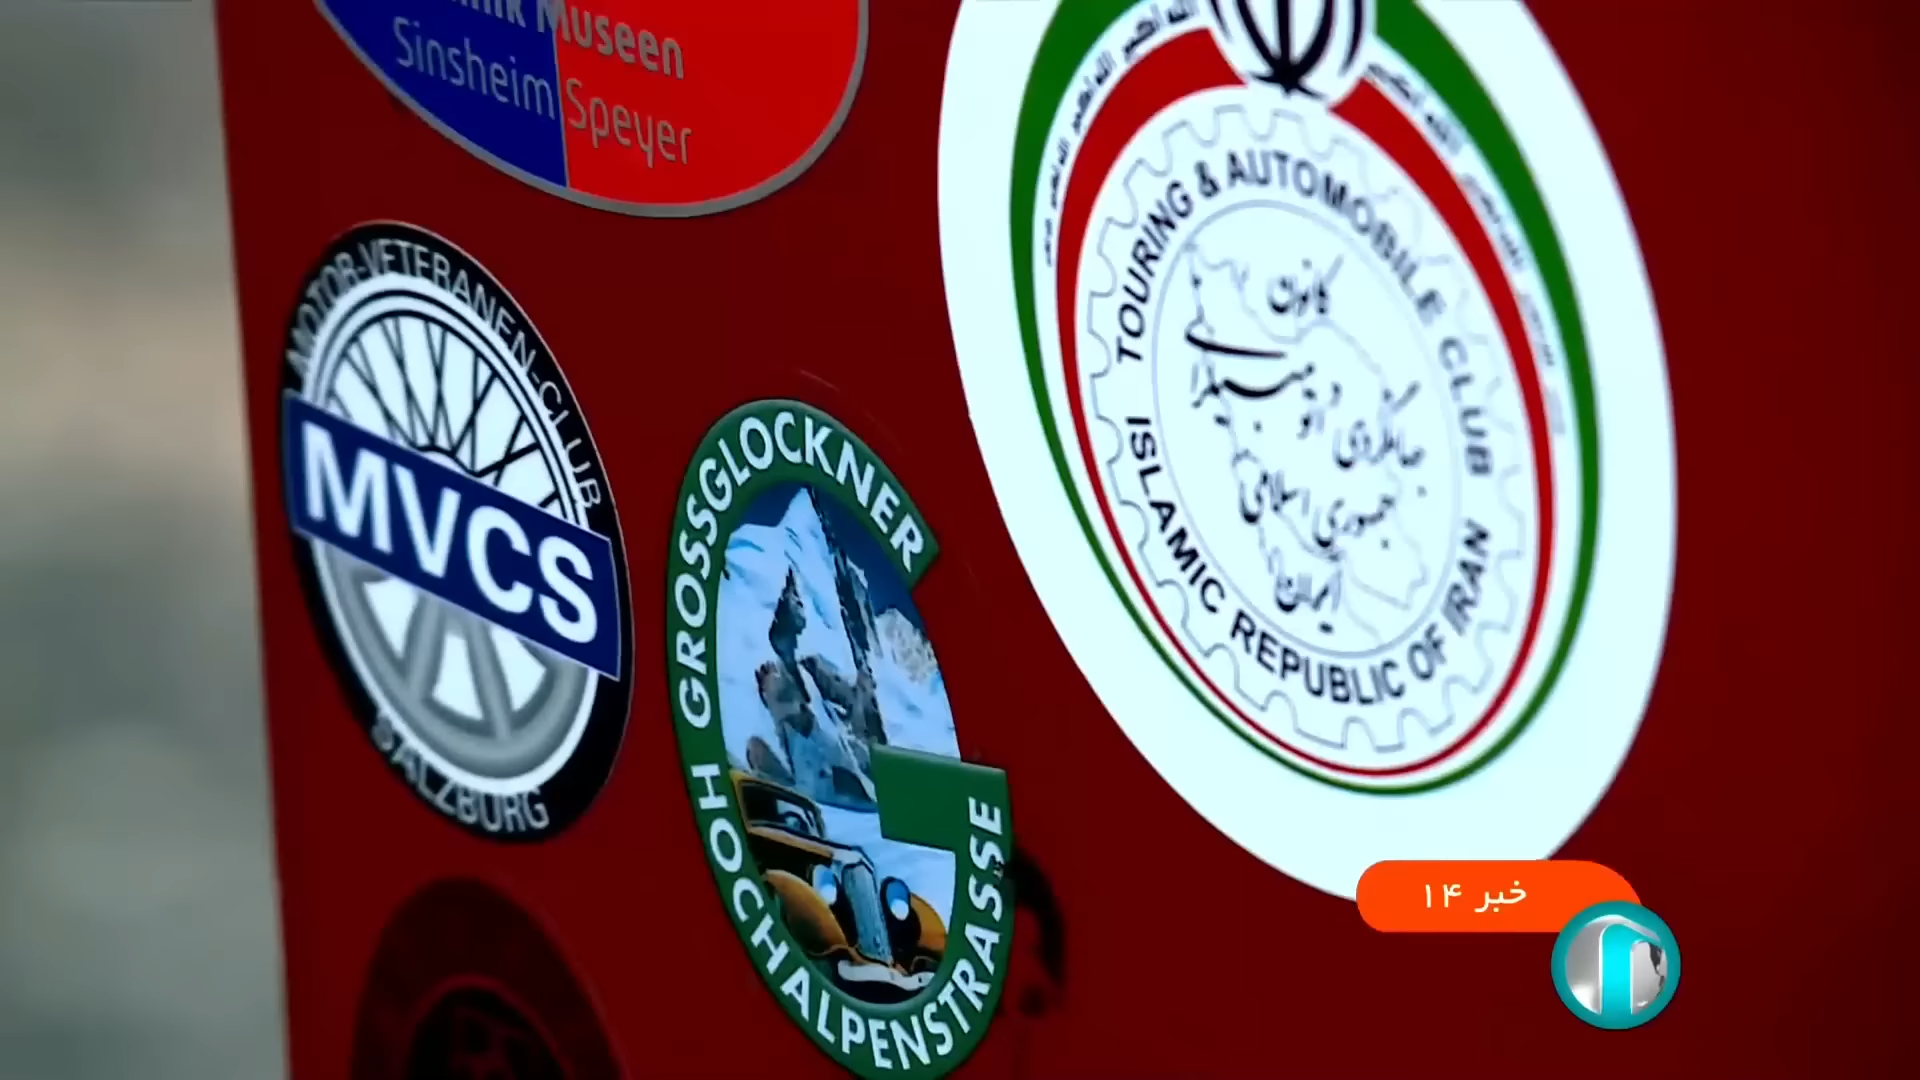 Museen
Sinsheim Speyer
MOTOR-VETERANEN-CLUB
MVCS
SALZBURG
GROSSGLOCKNER
HOCHALPENSTRASSE
TOURING & AUTOMOBILE CLUB
کانون
جهانگردی و اتومبیلرانی
جمهوری اسلامی
ایران
ISLAMIC REPUBLIC OF IRAN
خبر ۱۴